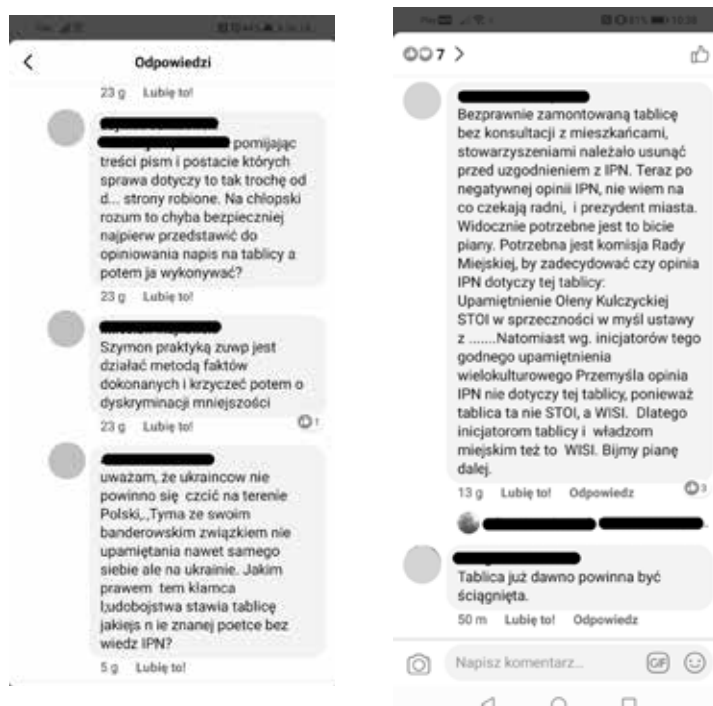 Odpowiedzi
23 g Lubię to!
pomijając
treści pism i postacie których
sprawa dotyczy to tak trochę od
d... strony robione. Na chłopski
rozum to chyba bezpieczniej
najpierw przedstawić do
opiniowania napis na tablicy a
potem ja wykonywać?
23 g Lubię to!
Szymon praktyką zuwp jest
działać metodą faktów
dokonanych i krzyczeć potem o
dyskryminacji mniejszości
23 g Lubię to! 1
uważam, że ukraincow nie
powinno się czcić na terenie
Polski,,Tyma ze swoim
banderowskim związkiem nie
upamiętania nawet samego
siebie ale na ukrainie. Jakim
prawem tem kłamca
l;udobojstwa stawia tablicę
jakiejs n ie znanej poetce bez
wiedz IPN?
5 g Lubię to!
10:38
7
Bezprawnie zamontowaną tablicę
bez konsultacji z mieszkańcami,
stowarzyszeniami należało usunąć
przed uzgodnieniem z IPN. Teraz po
negatywnej opinii IPN, nie wiem na
co czekają radni, i prezydent miasta.
Widocznie potrzebne jest to bicie
piany. Potrzebna jest komisja Rady
Miejskiej, by zadecydować czy opinia
IPN dotyczy tej tablicy:
Upamiętnienie Ołeny Kulczyckiej
STOI w sprzeczności w myśl ustawy
z .......Natomiast wg. inicjatorów tego
godnego upamiętnienia
wielokulturowego Przemyśla opinia
IPN nie dotyczy tej tablicy, ponieważ
tablica ta nie STOI, a WISI. Dlatego
inicjatorom tablicy i władzom
miejskim też to WISI. Bijmy pianę
dalej.
13 g Lubię to! Odpowiedz 3
Tablica już dawno powinna być
ściągnięta.
50 m Lubię to! Odpowiedz
Napisz komentarz...
GIF